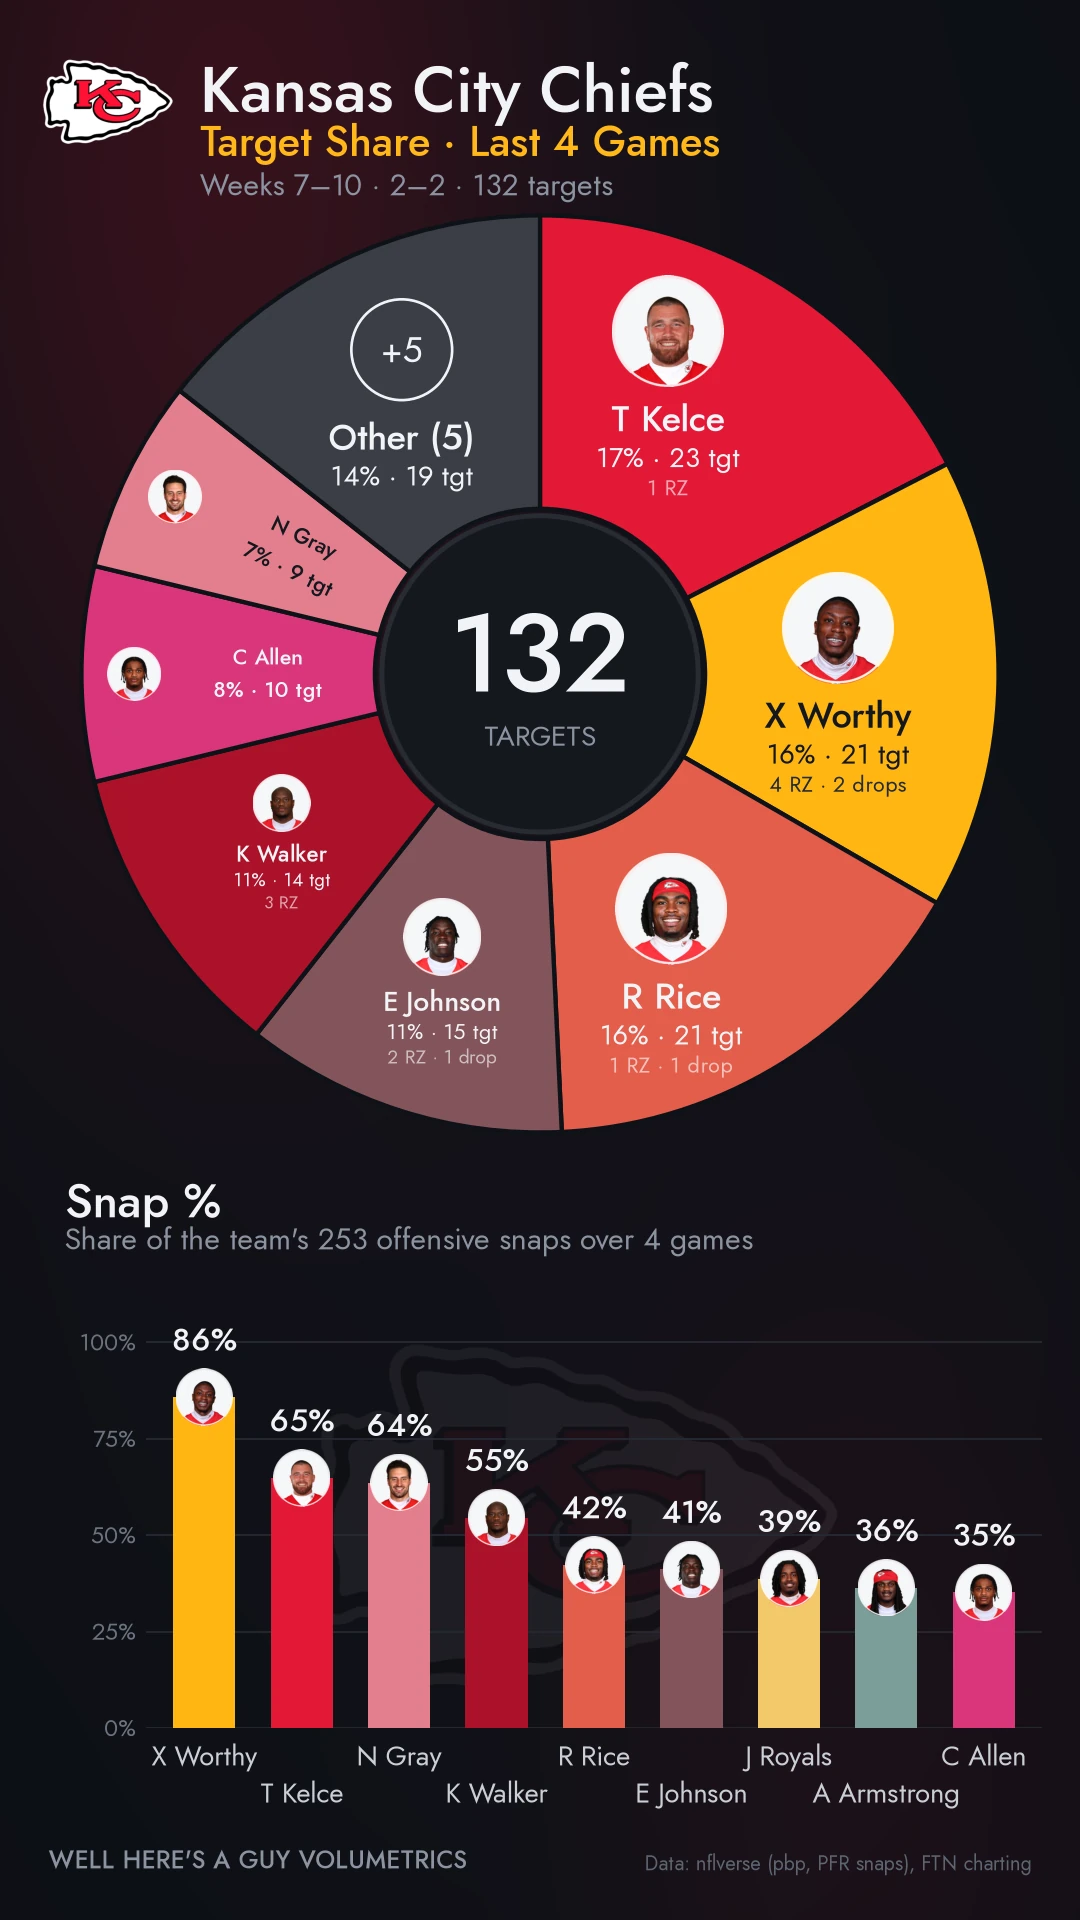 KC
Kansas City Chiefs
Target Share · Last 4 Games
Weeks 7–10 · 2–2 · 132 targets
+5
Other (5)
14% · 19 tgt
T Kelce
17% · 23 tgt
1 RZ
N Gray
7% · 9 tgt
X Worthy
16% · 21 tgt
4 RZ · 2 drops
132
TARGETS
C Allen
8% · 10 tgt
K Walker
11% · 14 tgt
3 RZ
E Johnson
11% · 15 tgt
2 RZ · 1 drop
R Rice
16% · 21 tgt
1 RZ · 1 drop
Snap %
Share of the team's 253 offensive snaps over 4 games
100%
75%
50%
25%
0%
86%
65%
64%
55%
42%
41%
39%
36%
35%
X Worthy
T Kelce
N Gray
K Walker
R Rice
E Johnson
J Royals
A Armstrong
C Allen
KC
WELL HERE'S A GUY VOLUMETRICS
Data: nflverse (pbp, PFR snaps), FTN charting